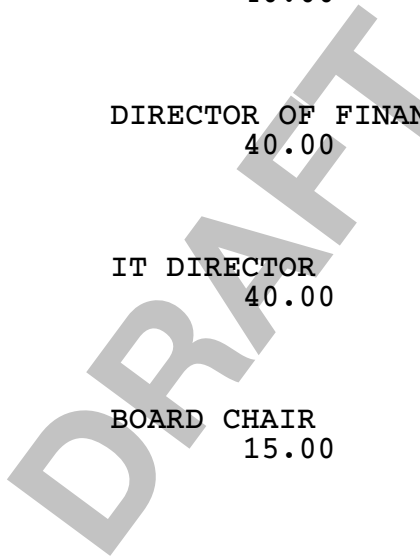 DIRECTOR OF FINAN
40.00
IT DIRECTOR
40.00
BOARD CHAIR
15.00
DRAFT